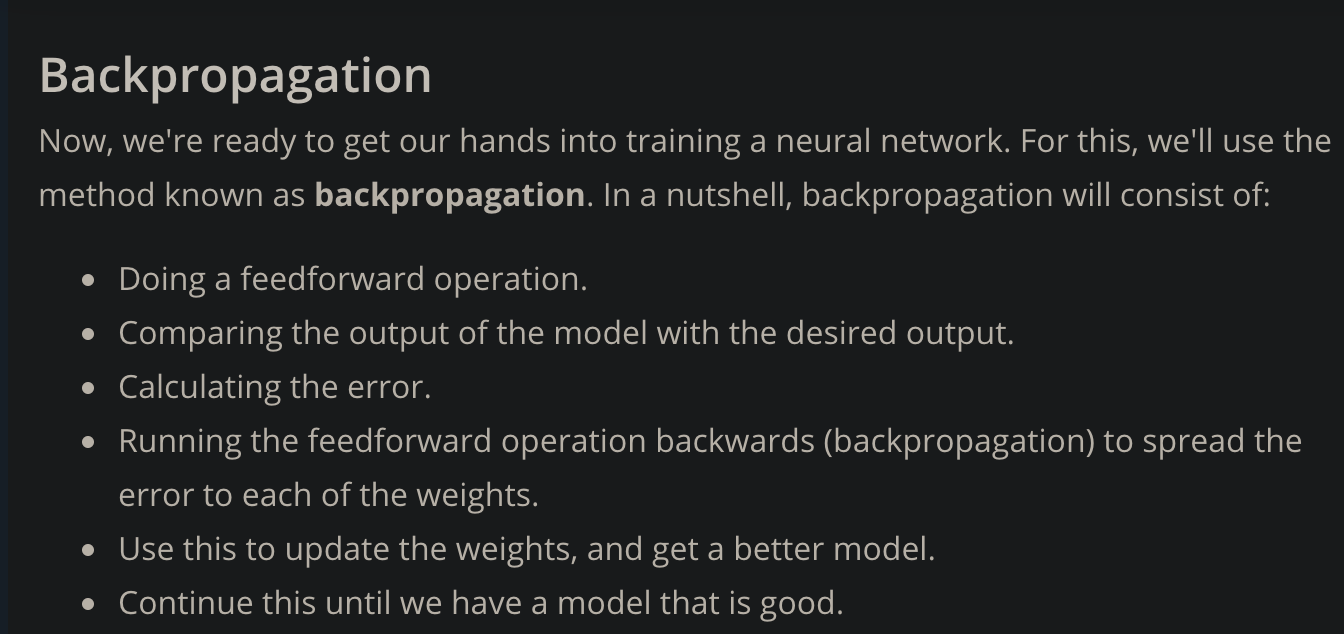 Backpropagation
Now, we're ready to get our hands into training a neural network. For this, we'll use the
method known as backpropagation. In a nutshell, backpropagation will consist of:
• Doing a feedforward operation.
• Comparing the output of the model with the desired output.
• Calculating the error.
• Running the feedforward operation backwards (backpropagation) to spread the
error to each of the weights.
• Use this to update the weights, and get a better model.
• Continue this until we have a model that is good.